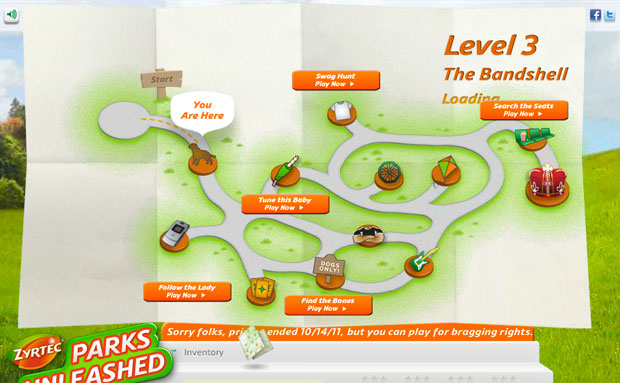 Level 3
The Bandshell
Loading
Start
You
Are Here
Swag Hunt
Play Now
Search the Seats
Play Now
Tune this Baby
Play Now
DOGS
ONLY!
Follow the Lady
Play Now
Find the Bones
Play Now
Sorry folks, ended 10/14/11, but you can play for bragging rights.
ZYRTEC
PARKS
UNLEASHED
Inventory